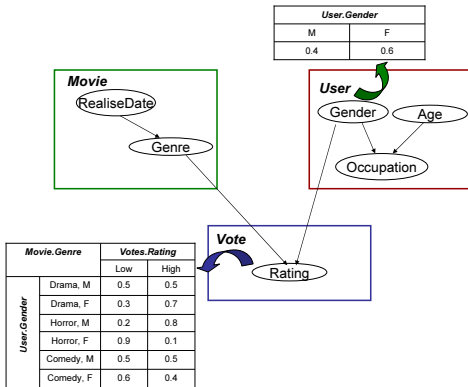 User.Gender
M F
0.4 0.6
Movie
RealiseDate
Genre
User
Gender
Age
Occupation
Vote
Rating
Movie.Genre Votes.Rating
Low High
User.Gender
Drama, M 0.5 0.5
Drama, F 0.3 0.7
Horror, M 0.2 0.8
Horror, F 0.9 0.1
Comedy, M 0.5 0.5
Comedy, F 0.6 0.4